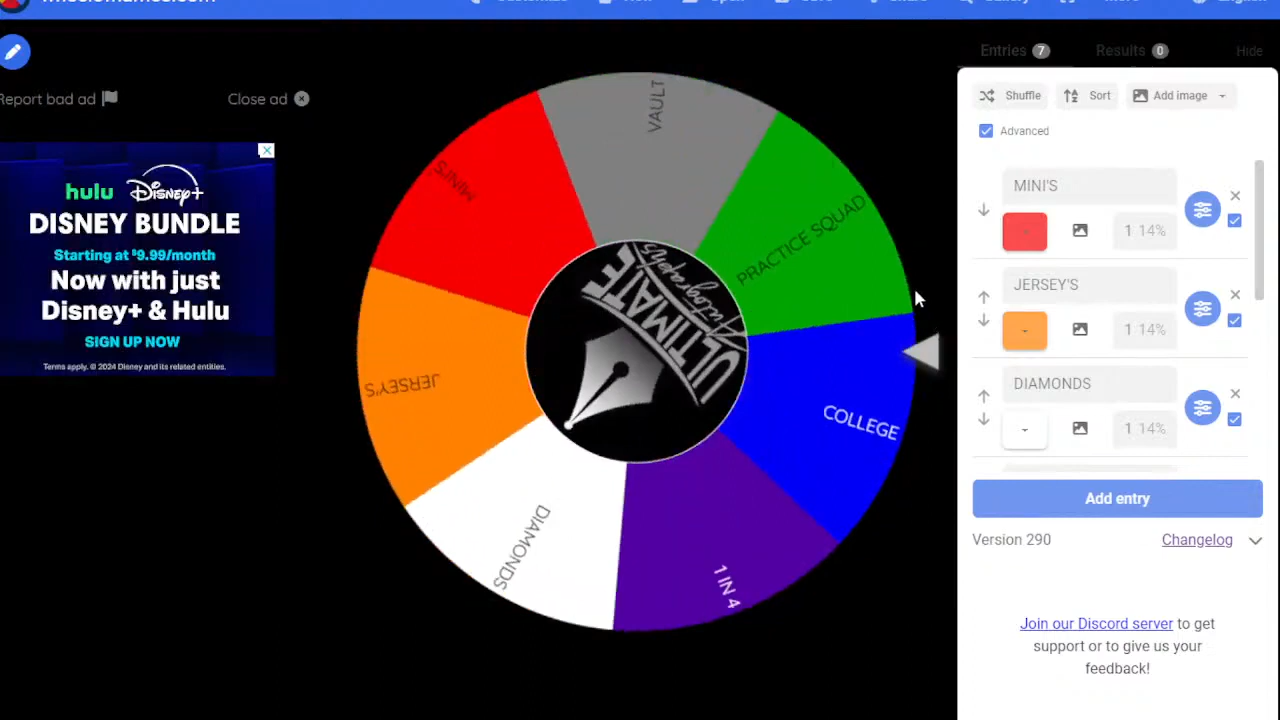 Entries 7
Results 0
Hide
Report bad ad
Close ad
hulu Disney+
DISNEY BUNDLE
Starting at $9.99/month
Now with just
Disney+ & Hulu
SIGN UP NOW
Terms apply. © 2024 Disney and its related entities.
VAULT
PRACTICE SQUAD
COLLEGE
1 IN 4
DIAMONDS
JERSEY'S
MINI'S
ULTIMATE
Autographs
Shuffle
Sort
Add image
Advanced
MINI'S
1 14%
JERSEY'S
1 14%
DIAMONDS
1 14%
Add entry
Version 290
Changelog
Join our Discord server to get
support or to give us your
feedback!